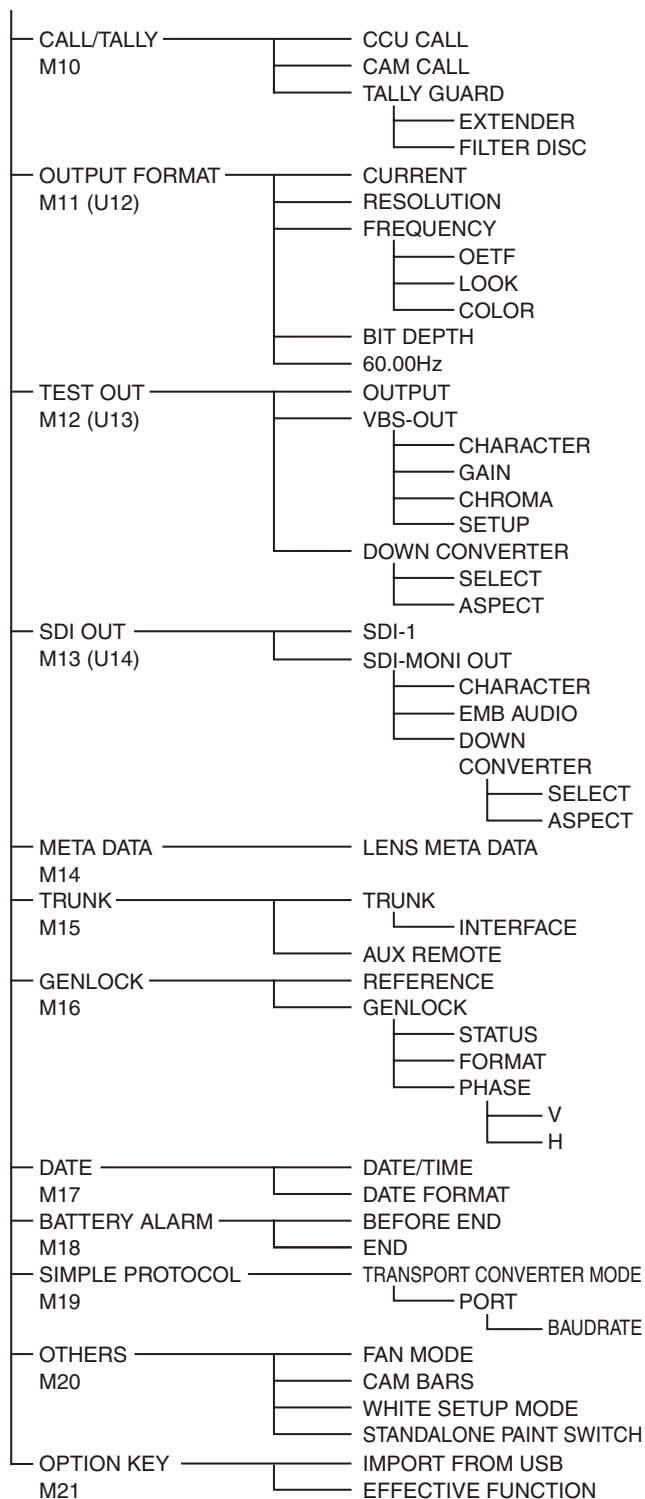 CALL/TALLY CCU CALL
M10 CAM CALL
TALLY GUARD
EXTENDER
FILTER DISC
OUTPUT FORMAT CURRENT
M11 (U12) RESOLUTION
FREQUENCY
OETF
LOOK
COLOR
BIT DEPTH
60.00Hz
TEST OUT OUTPUT
M12 (U13) VBS-OUT
CHARACTER
GAIN
CHROMA
SETUP
DOWN CONVERTER
SELECT
ASPECT
SDI OUT SDI-1
M13 (U14) SDI-MONI OUT
CHARACTER
EMB AUDIO
DOWN
CONVERTER
SELECT
ASPECT
META DATA LENS META DATA
M14
TRUNK TRUNK
M15 INTERFACE
AUX REMOTE
GENLOCK REFERENCE
M16 GENLOCK
STATUS
FORMAT
PHASE
V
H
DATE DATE/TIME
M17 DATE FORMAT
BATTERY ALARM BEFORE END
M18 END
SIMPLE PROTOCOL TRANSPORT CONVERTER MODE
M19 PORT
BAUDRATE
OTHERS FAN MODE
M20 CAM BARS
WHITE SETUP MODE
STANDALONE PAINT SWITCH
OPTION KEY IMPORT FROM USB
M21 EFFECTIVE FUNCTION